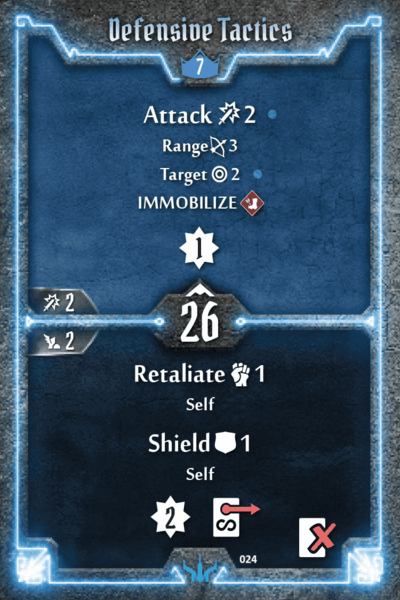 Defensive Tactics
7
Attack 2
Range 3
Target 2
IMMOBILIZE
1
2
26
2
Retaliate 1
Self
Shield 1
Self
2
024